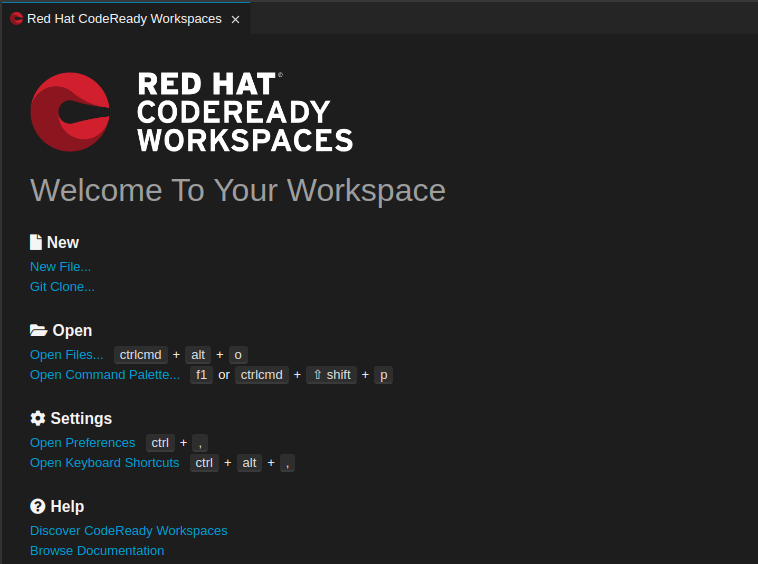 Red Hat CodeReady Workspaces ×
RED HAT®
CODEREADY
WORKSPACES
Welcome To Your Workspace
New
New File...
Git Clone...
Open
Open Files... ctrlcmd + alt + o
Open Command Palette... f1 or ctrlcmd + ⇧ shift + p
Settings
Open Preferences ctrl + ,
Open Keyboard Shortcuts ctrl + alt + ,
Help
Discover CodeReady Workspaces
Browse Documentation